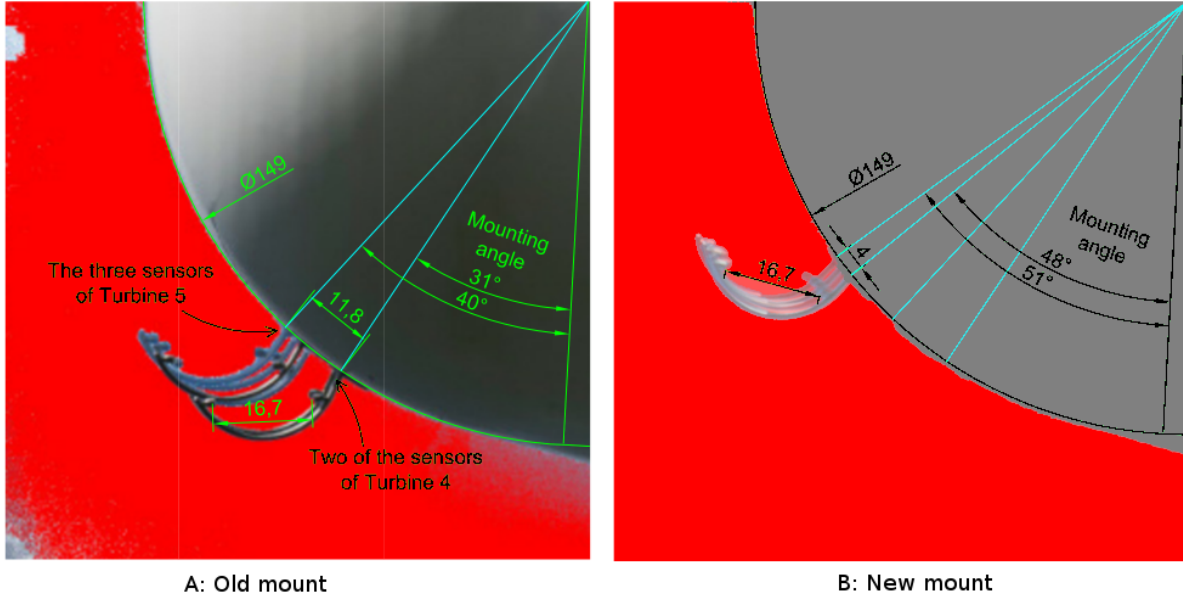 Ø149
Mounting
angle
31°
40°
11,8
The three sensors
of Turbine 5
16,7
Two of the sensors
of Turbine 4
A: Old mount
Ø149
Mounting
angle
48°
51°
4
16,7
B: New mount